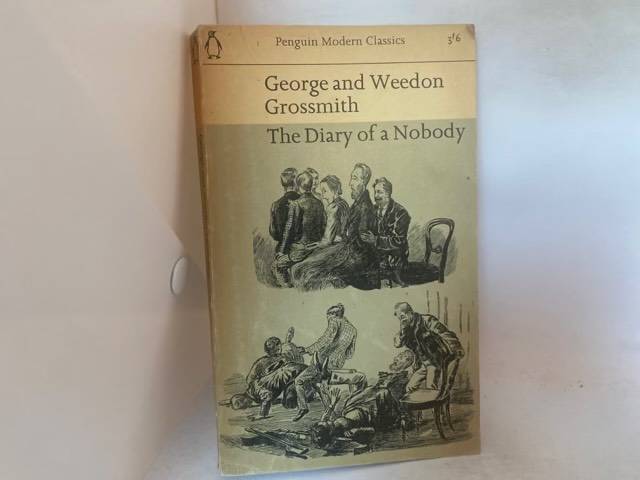 Penguin Modern Classics 3'6
George and Weedon
Grossmith
The Diary of a Nobody